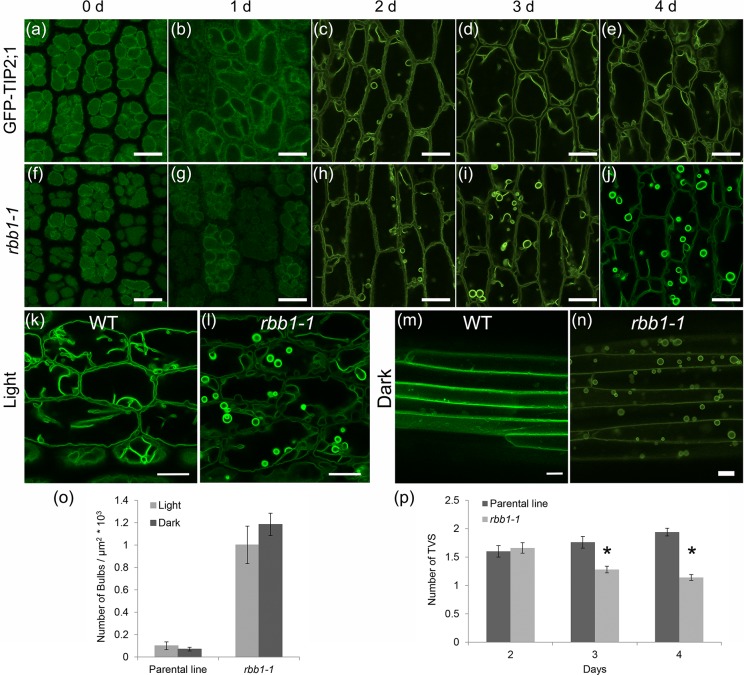 0 d 1 d 2 d 3 d 4 d
GFP-TIP2;1
(a) (b) (c) (d) (e)
rbb1-1
(f) (g) (h) (i) (j)
Light
(k) WT (l) rbb1-1
Dark
(m) WT (n) rbb1-1
(o)
Number of Bulbs / µm² * 10³
1.4
1.2
1
0.8
0.6
0.4
0.2
0
Light
Dark
Parental line rbb1-1
(p)
Number of TVS
2.5
2
1.5
1
0.5
0
Parental line
rbb1-1
* *
2 3 4
Days